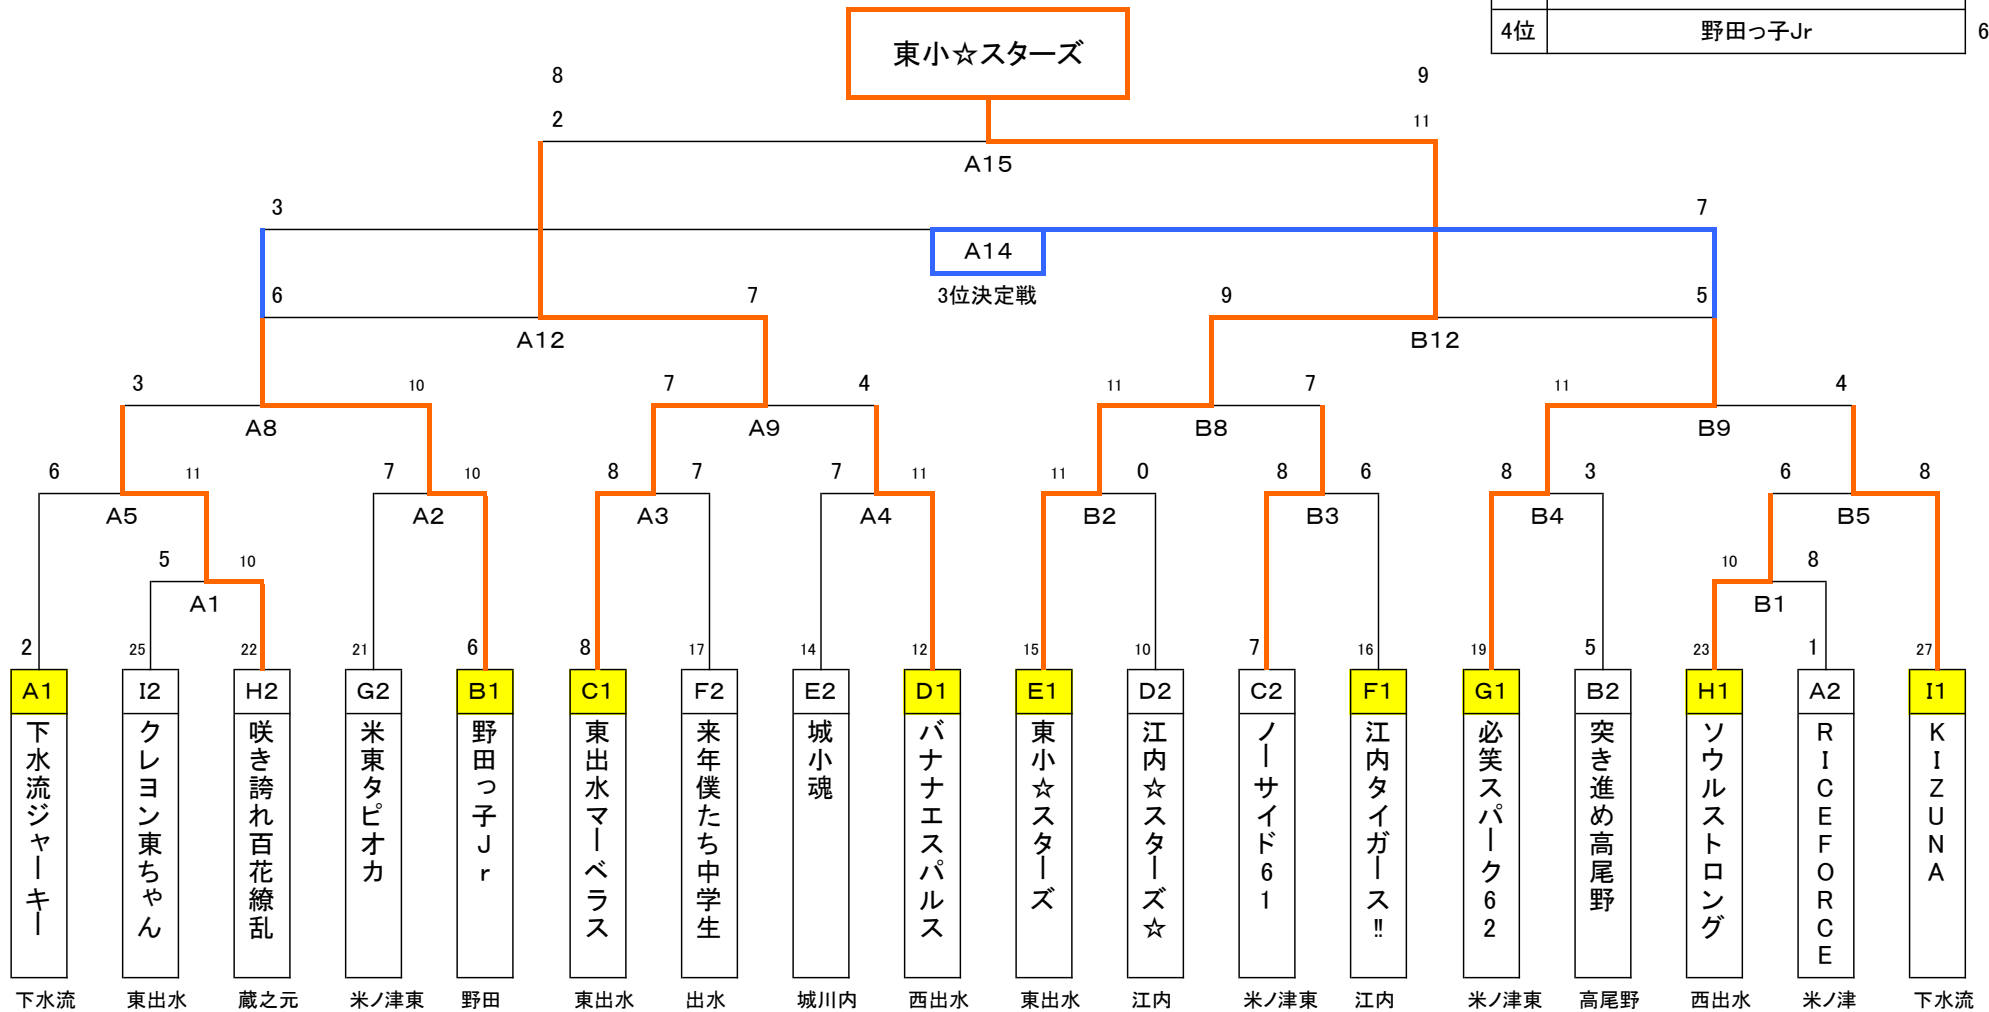 4位 野田っ子Jr 6
東小☆スターズ
8 9
2 11
A15
3 7
A14
6 7 3位決定戦 9 5
A12 B12
3 10 7 4 11 7 11 4
A8 A9 B8 B9
6 11 7 10 8 7 7 11 11 0 8 6 8 3 6 8
A5 A2 A3 A4 B2 B3 B4 B5
5 10 10 8
A1 B1
2 25 22 21 6 8 17 14 12 15 10 7 16 19 5 23 1 27
A1 I2 H2 G2 B1 C1 F2 E2 D1 E1 D2 C2 F1 G1 B2 H1 A2 I1
下水流ジャーキー
クレヨン東ちゃん
咲き誇れ百花繚乱
米東タピオカ
野田っ子Jr
東出水マーベラス
来年僕たち中学生
城小魂
バナナエスパルス
東小☆スターズ
江内☆スターズ☆
ノーサイド61
江内タイガース!!
必笑スパーク62
突き進め高尾野
ソウルストロング
RICEFORCE
KIZUNA
下水流 東出水 蔵之元 米ノ津東 野田 東出水 出水 城川内 西出水 東出水 江内 米ノ津東 江内 米ノ津東 高尾野 西出水 米ノ津 下水流